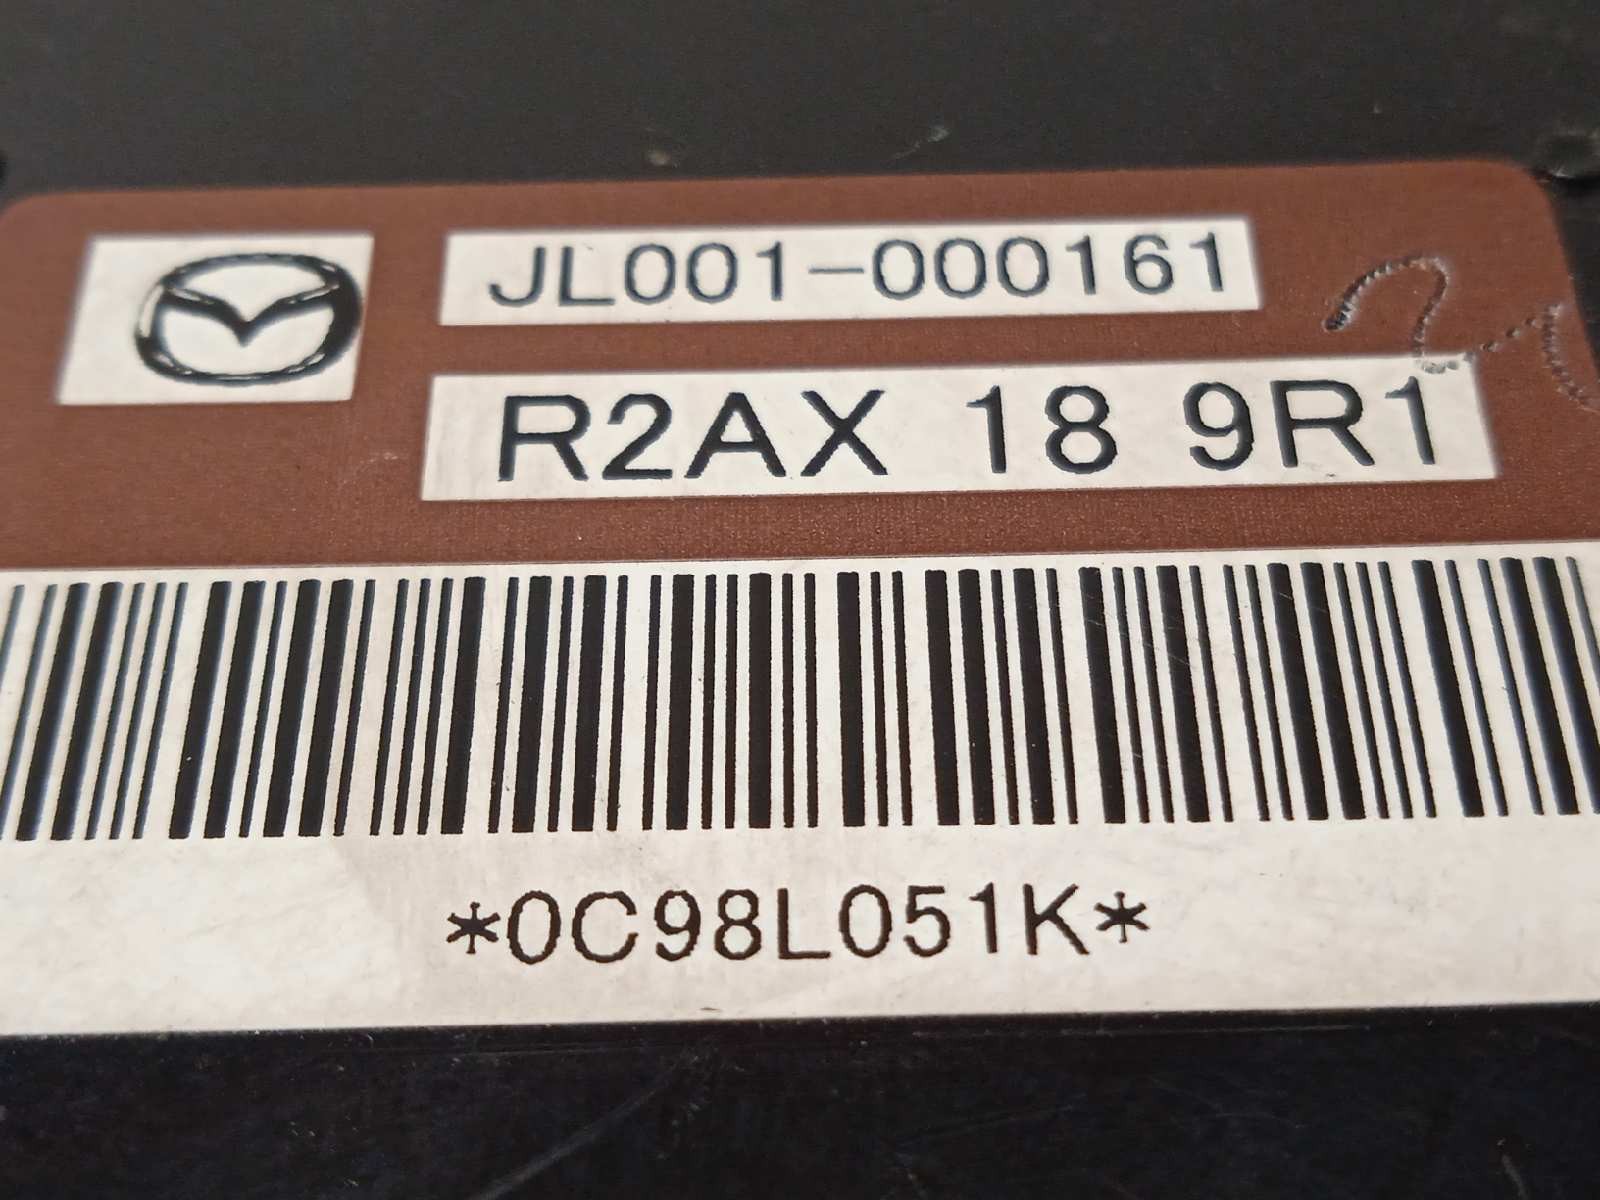 JL001-000161
R2AX 18 9R1
*0C98L051K*